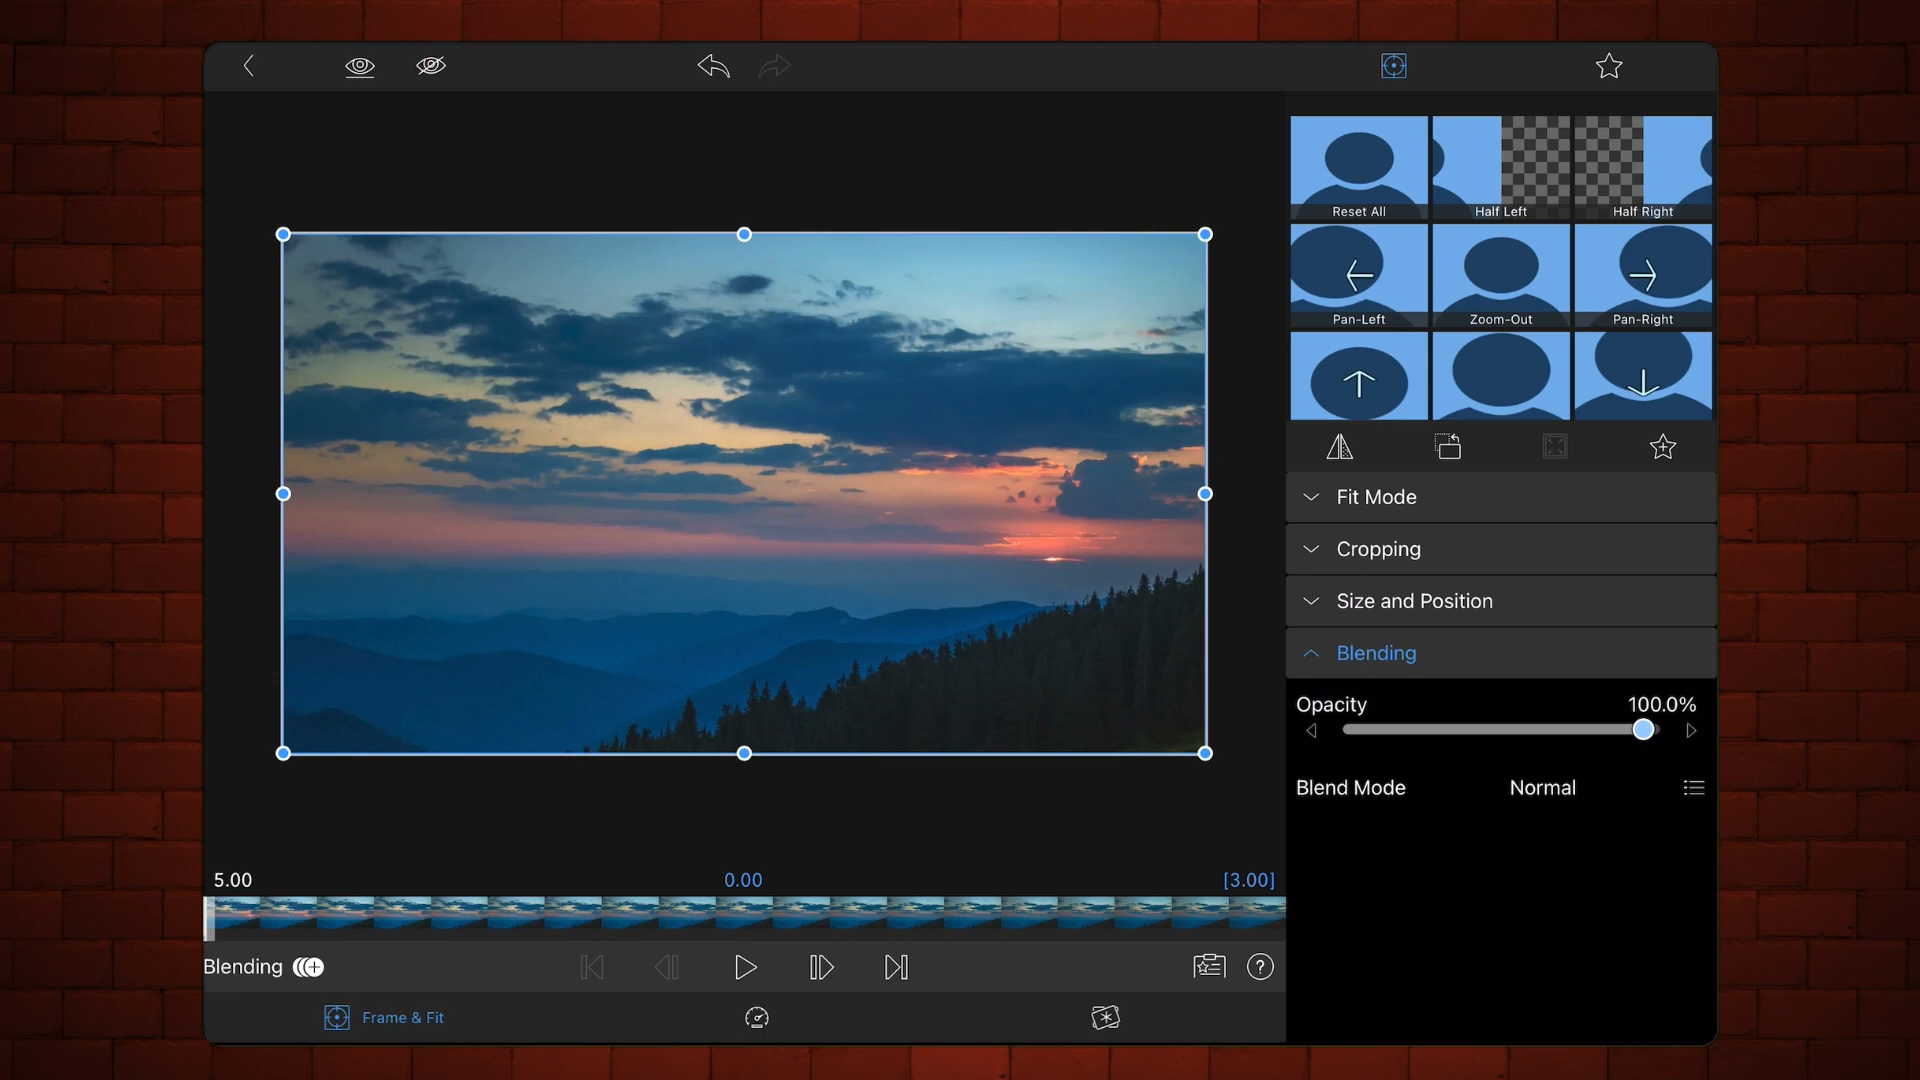 Reset All
Half Left
Half Right
Pan-Left
Zoom-Out
Pan-Right
Fit Mode
Cropping
Size and Position
Blending
Opacity 100.0%
Blend Mode Normal
5.00 0.00 [3.00]
Blending
?
Frame & Fit